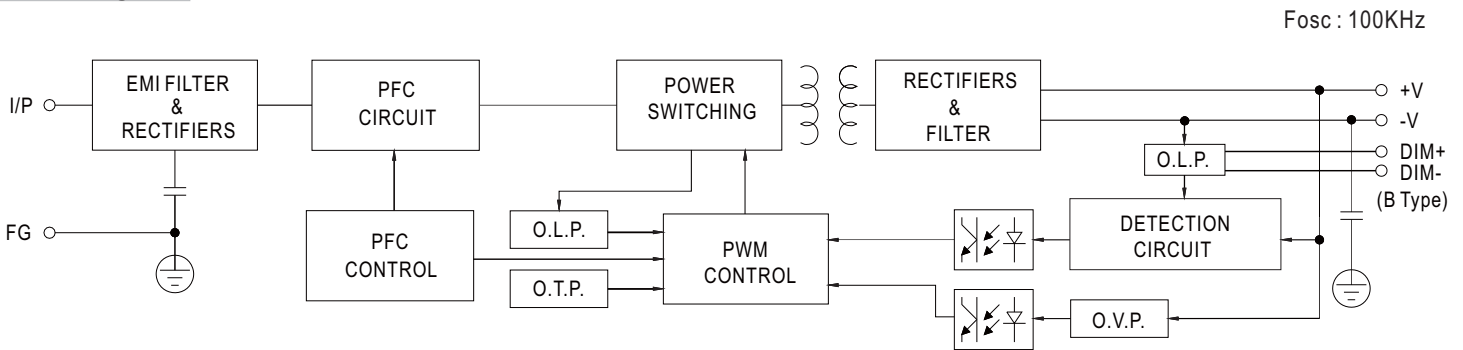 Fosc : 100KHz
I/P
EMI FILTER
&
RECTIFIERS
PFC
CIRCUIT
POWER
SWITCHING
RECTIFIERS
&
FILTER
+V
-V
DIM+
DIM-
(B Type)
O.L.P.
FG
PFC
CONTROL
O.L.P.
O.T.P.
PWM
CONTROL
DETECTION
CIRCUIT
O.V.P.